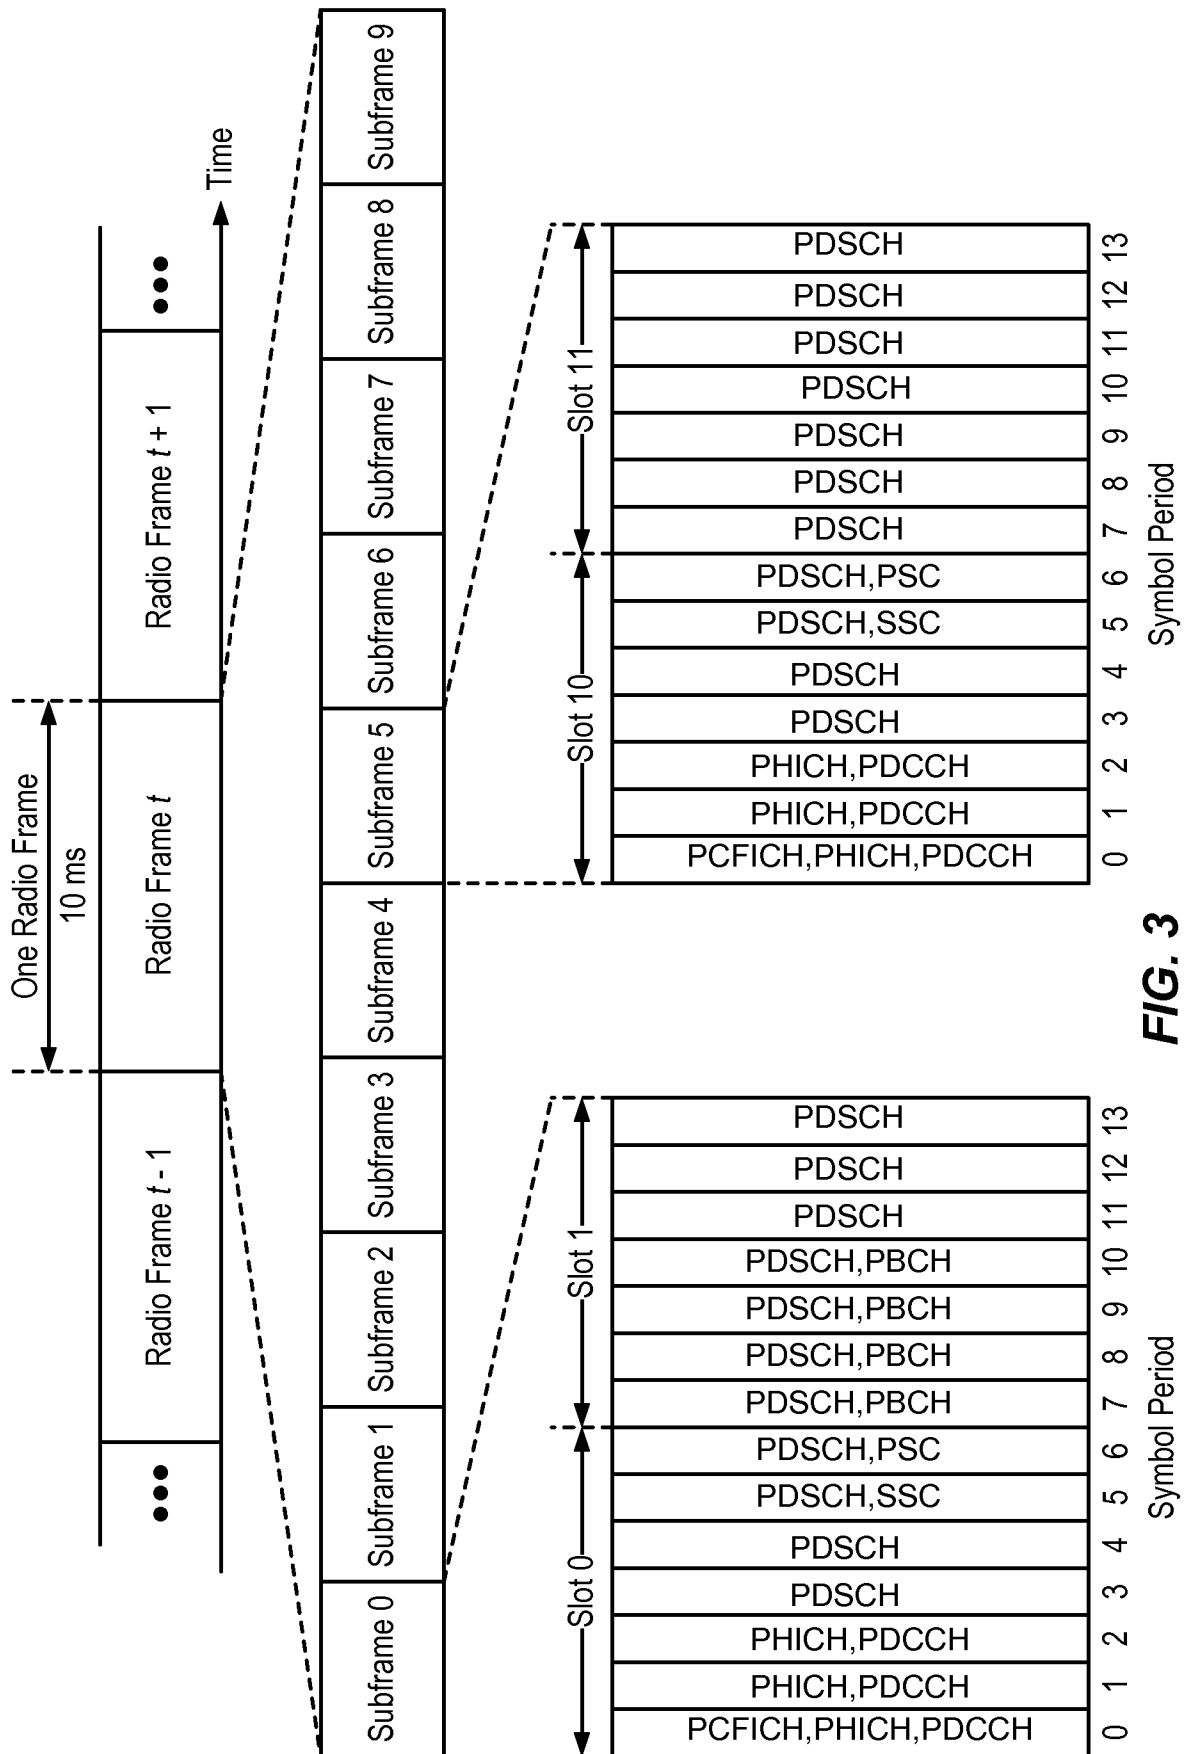 One Radio Frame
10 ms
Radio Frame t - 1
Radio Frame t
Radio Frame t + 1
Time
Subframe 0
Subframe 1
Subframe 2
Subframe 3
Subframe 4
Subframe 5
Subframe 6
Subframe 7
Subframe 8
Subframe 9
Slot 0
Slot 1
PCFICH,PHICH,PDCCH
PHICH,PDCCH
PHICH,PDCCH
PDSCH
PDSCH
PDSCH,SSC
PDSCH,PSC
PDSCH,PBCH
PDSCH,PBCH
PDSCH,PBCH
PDSCH,PBCH
PDSCH
PDSCH
PDSCH
0 1 2 3 4 5 6 7 8 9 10 11 12 13
Symbol Period
Slot 10
Slot 11
PCFICH,PHICH,PDCCH
PHICH,PDCCH
PHICH,PDCCH
PDSCH
PDSCH
PDSCH,SSC
PDSCH,PSC
PDSCH
PDSCH
PDSCH
PDSCH
PDSCH
PDSCH
PDSCH
0 1 2 3 4 5 6 7 8 9 10 11 12 13
Symbol Period
FIG. 3